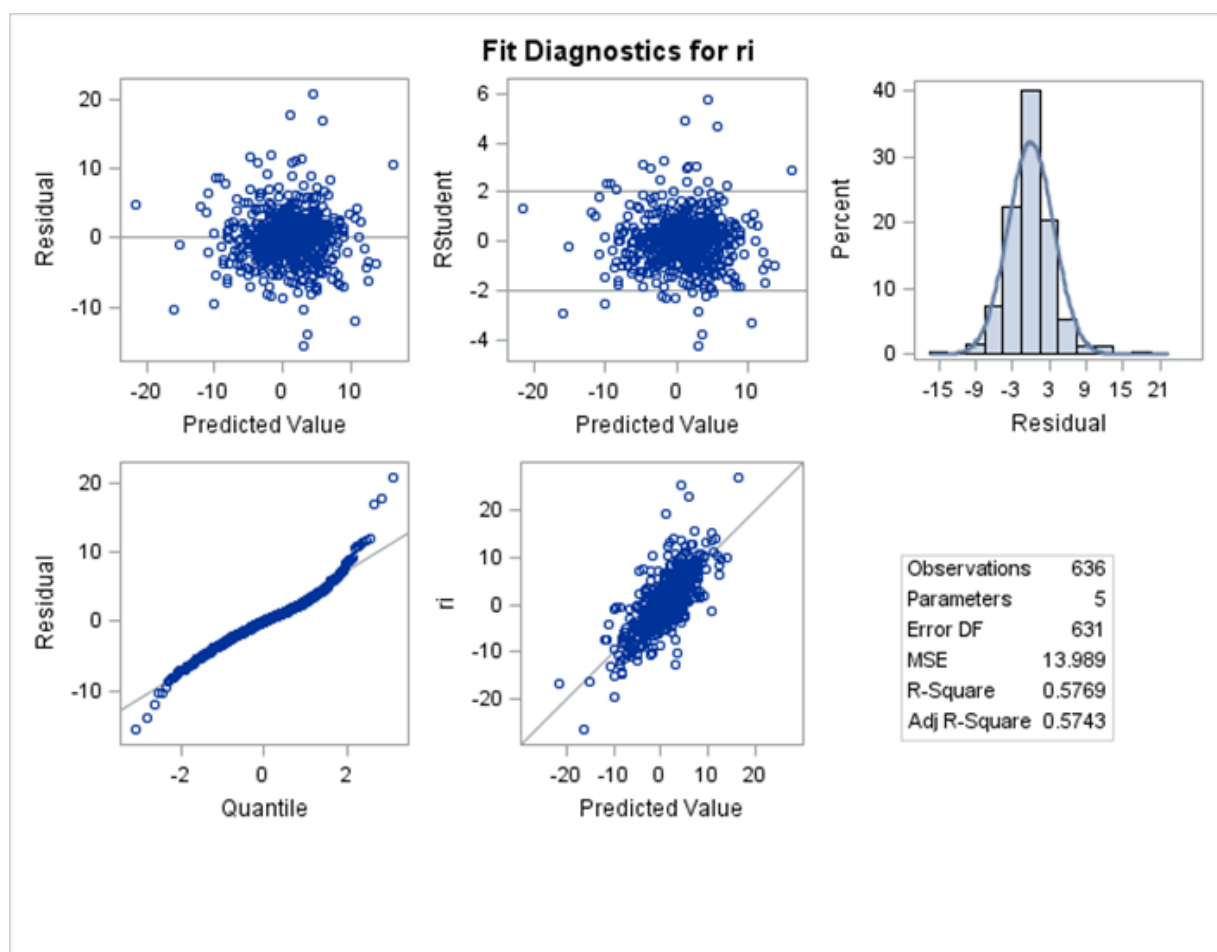 Fit Diagnostics for ri
20
10
0
-10
Residual
-20 -10 0 10
Predicted Value
6
4
2
0
-2
-4
RStudent
-20 -10 0 10
Predicted Value
40
30
20
10
0
Percent
-15 -9 -3 3 9 15 21
Residual
20
10
0
-10
Residual
-2 0 2
Quantile
20
10
0
-10
-20
ri
-20 -10 0 10 20
Predicted Value
Observations 636
Parameters 5
Error DF 631
MSE 13.989
R-Square 0.5769
Adj R-Square 0.5743